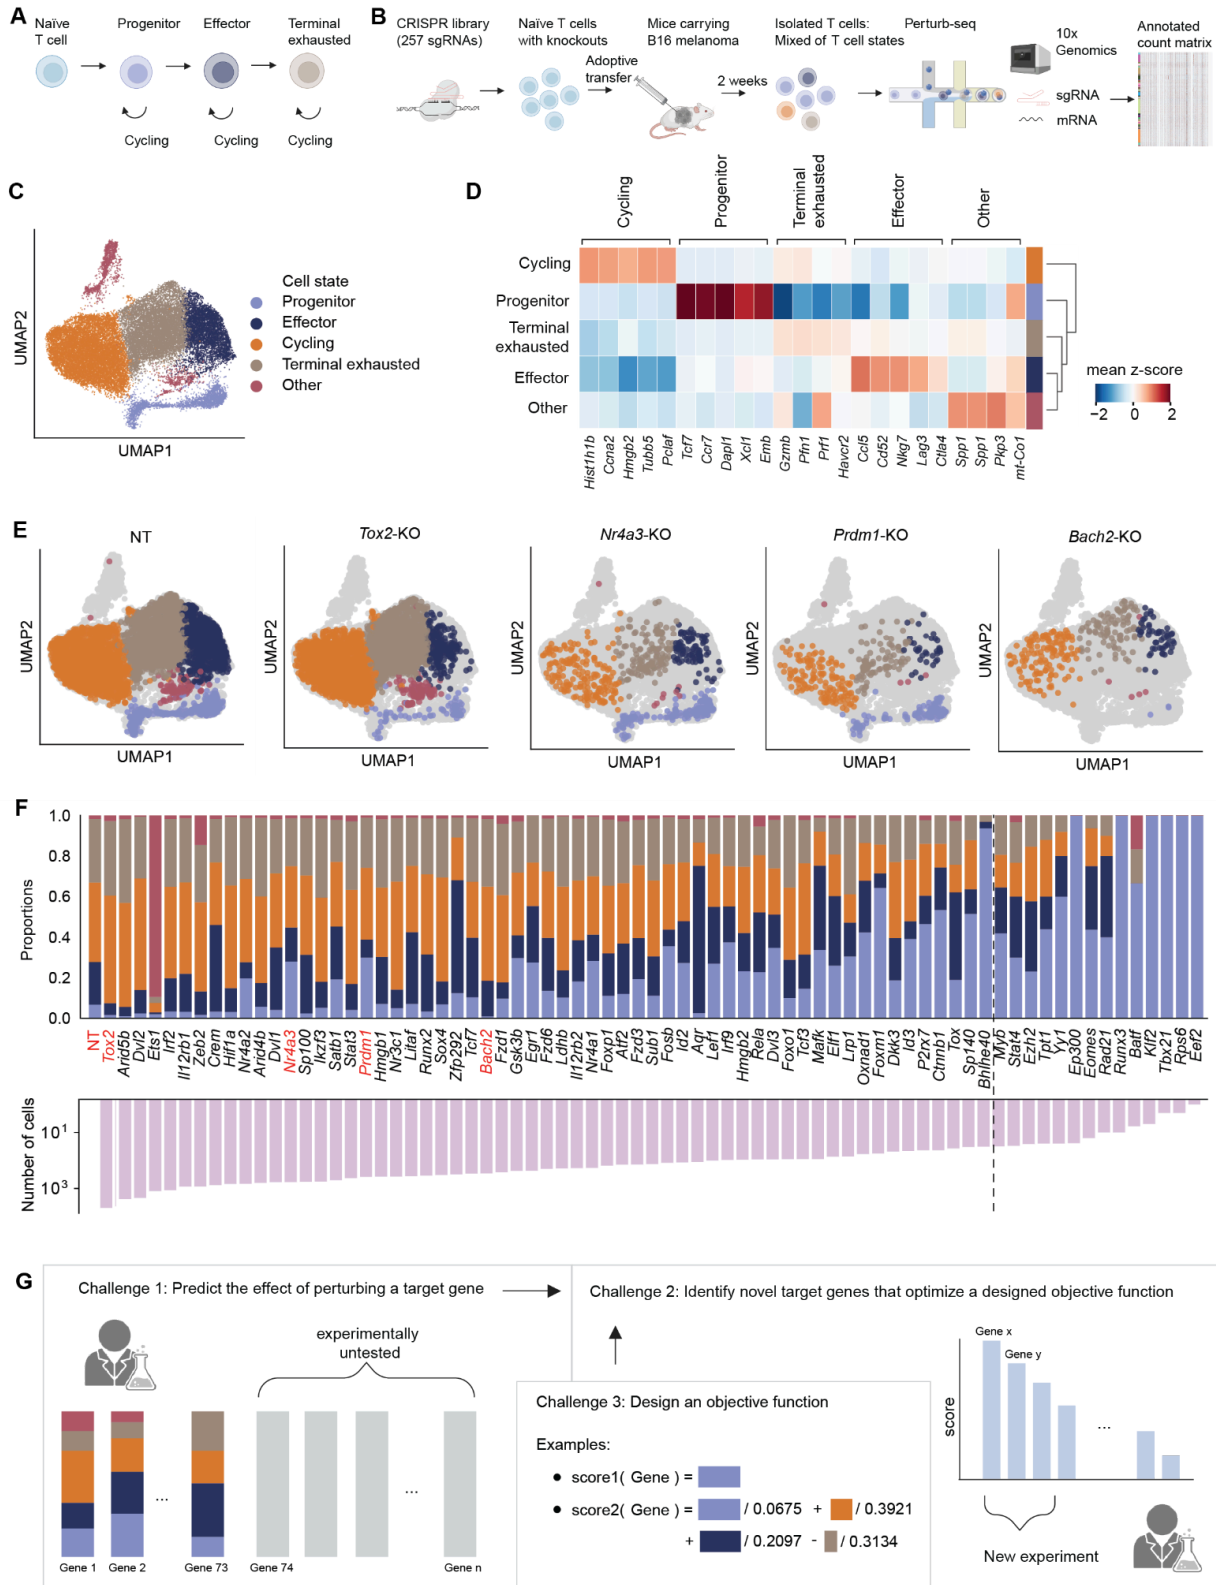 A
Naïve
T cell
Progenitor
Effector
Terminal
exhausted
Cycling
Cycling
Cycling
B
CRISPR library
(257 sgRNAs)
Naïve T cells
with knockouts
Adoptive
transfer
Mice carrying
B16 melanoma
2 weeks
Isolated T cells:
Mixed of T cell states
Perturb-seq
10x
Genomics
sgRNA
mRNA
Annotated
count matrix
C
UMAP2
UMAP1
Cell state
Progenitor
Effector
Cycling
Terminal exhausted
Other
D
Cycling
Progenitor
Terminal
exhausted
Effector
Other
Cycling
Progenitor
Terminal
exhausted
Effector
Other
Hist1h1b
Ccna2
Hmgb2
Tubb5
Pclaf
Tcf7
Ccr7
Dapl1
Xcl1
Emb
Gzmb
Pfn1
Prf1
Havcr2
Ccl5
Cd52
Nkg7
Lag3
Ctla4
Spp1
Spp1
Pkp3
mt-Co1
mean z-score
−2 0 2
E
NT
UMAP2
UMAP1
Tox2-KO
UMAP2
UMAP1
Nr4a3-KO
UMAP2
UMAP1
Prdm1-KO
UMAP2
UMAP1
Bach2-KO
UMAP2
UMAP1
F
Proportions
1.0
0.8
0.6
0.4
0.2
0.0
NT
Tox2
Arid5b
Dvl2
Ets1
Irf2
Il12rb1
Zeb2
Crem
Hif1a
Nr4a2
Arid4b
Dvl1
Nr4a3
Sp100
Ikzf3
Satb1
Stat3
Prdm1
Hmgb1
Nr3c1
Litaf
Runx2
Sox4
Zfp292
Tcf7
Bach2
Fzd1
Gsk3b
Egr1
Fzd6
Ldhb
Il12rb2
Nr4a1
Foxp1
Atf2
Fzd3
Sub1
Fosb
Id2
Aqr
Lef1
Irf9
Hmgb2
Rela
Dvl3
Foxo1
Tcf3
Mafk
Elf1
Lrp1
Oxnad1
Foxm1
Dkk3
Id3
P2rx7
Ctnnb1
Tox
Sp140
Bhlhe40
Myb
Stat4
Ezh2
Tpt1
Yy1
Ep300
Eomes
Rad21
Runx3
Batf
Klf2
Tbx21
Rps6
Eef2
Number of cells
10¹
10³
G
Challenge 1: Predict the effect of perturbing a target gene
experimentally
untested
...
...
Gene 1
Gene 2
Gene 73
Gene 74
Gene n
Challenge 2: Identify novel target genes that optimize a designed objective function
Challenge 3: Design an objective function
Examples:
● score1( Gene ) =
● score2( Gene ) = / 0.0675 + / 0.3921
+ / 0.2097 - / 0.3134
score
Gene x
Gene y
...
New experiment